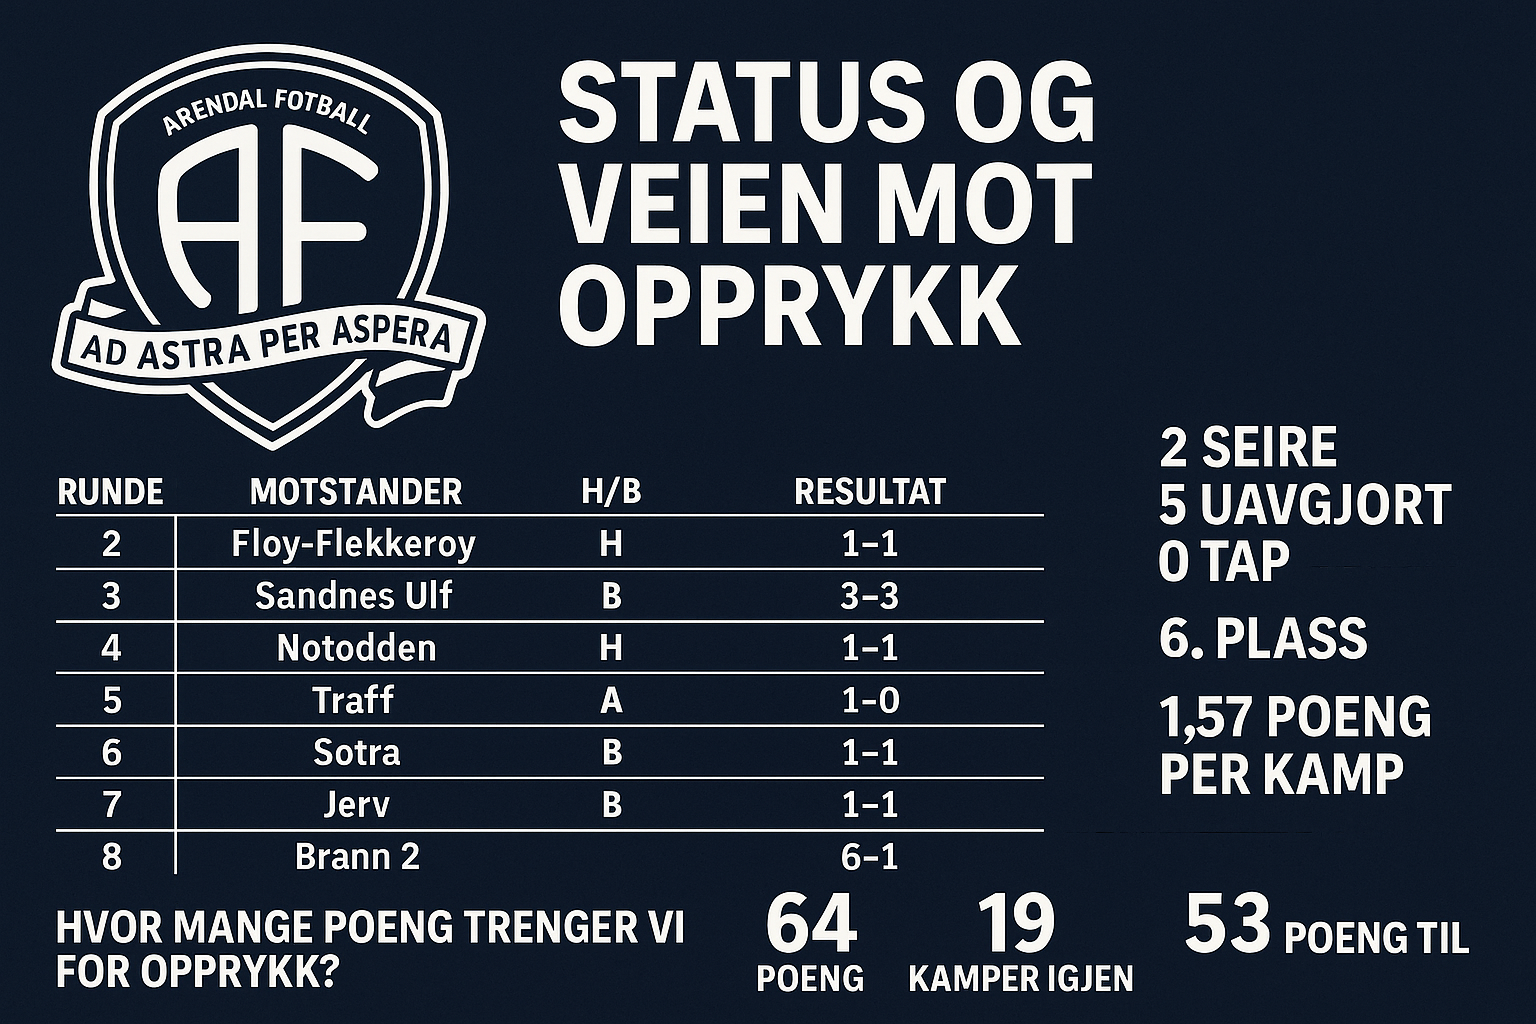 ARENDAL FOTBALL
AF
AD ASTRA PER ASPERA
STATUS OG
VEIEN MOT
OPPRYKK
RUNDE MOTSTANDER H/B RESULTAT
2 Floy-Flekkeroy H 1–1
3 Sandnes Ulf B 3–3
4 Notodden H 1–1
5 Traff A 1–0
6 Sotra B 1–1
7 Jerv B 1–1
8 Brann 2 6–1
2 SEIRE
5 UAVGJORT
0 TAP
6. PLASS
1,57 POENG
PER KAMP
HVOR MANGE POENG TRENGER VI
FOR OPPRYKK?
64
POENG
19
KAMPER IGJEN
53 POENG TIL